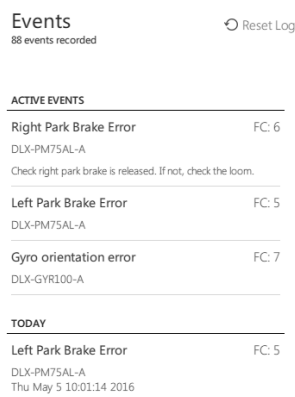 Events
Reset Log
88 events recorded
ACTIVE EVENTS
Right Park Brake Error FC: 6
DLX-PM75AL-A
Check right park brake is released. If not, check the loom.
Left Park Brake Error FC: 5
DLX-PM75AL-A
Gyro orientation error FC: 7
DLX-GYR100-A
TODAY
Left Park Brake Error FC: 5
DLX-PM75AL-A
Thu May 5 10:01:14 2016